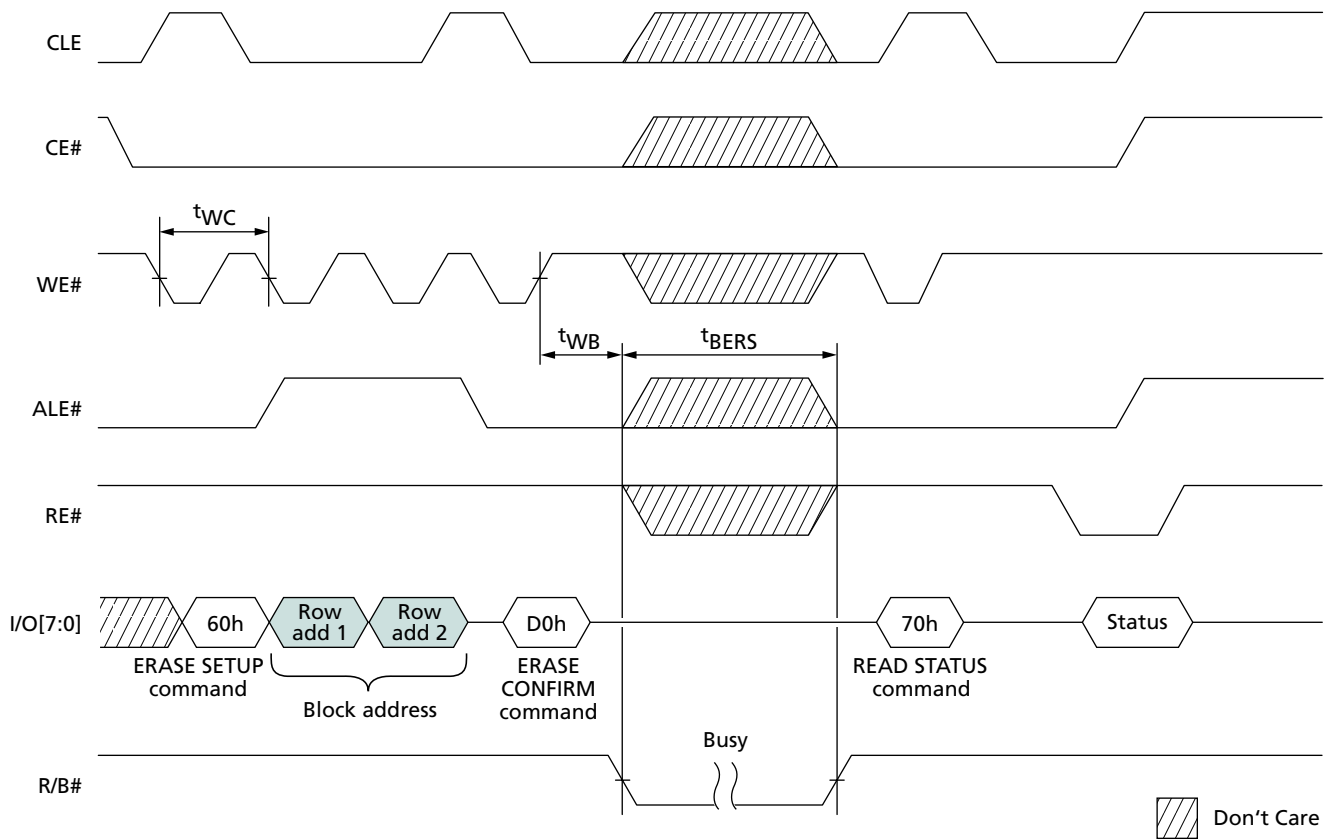 CLE
CE#
tWC
WE#
tWB
tBERS
ALE#
RE#
I/O[7:0]
60h
Row
add 1
Row
add 2
D0h
70h
Status
ERASE SETUP
command
Block address
ERASE
CONFIRM
command
READ STATUS
command
Busy
R/B#
Don't Care